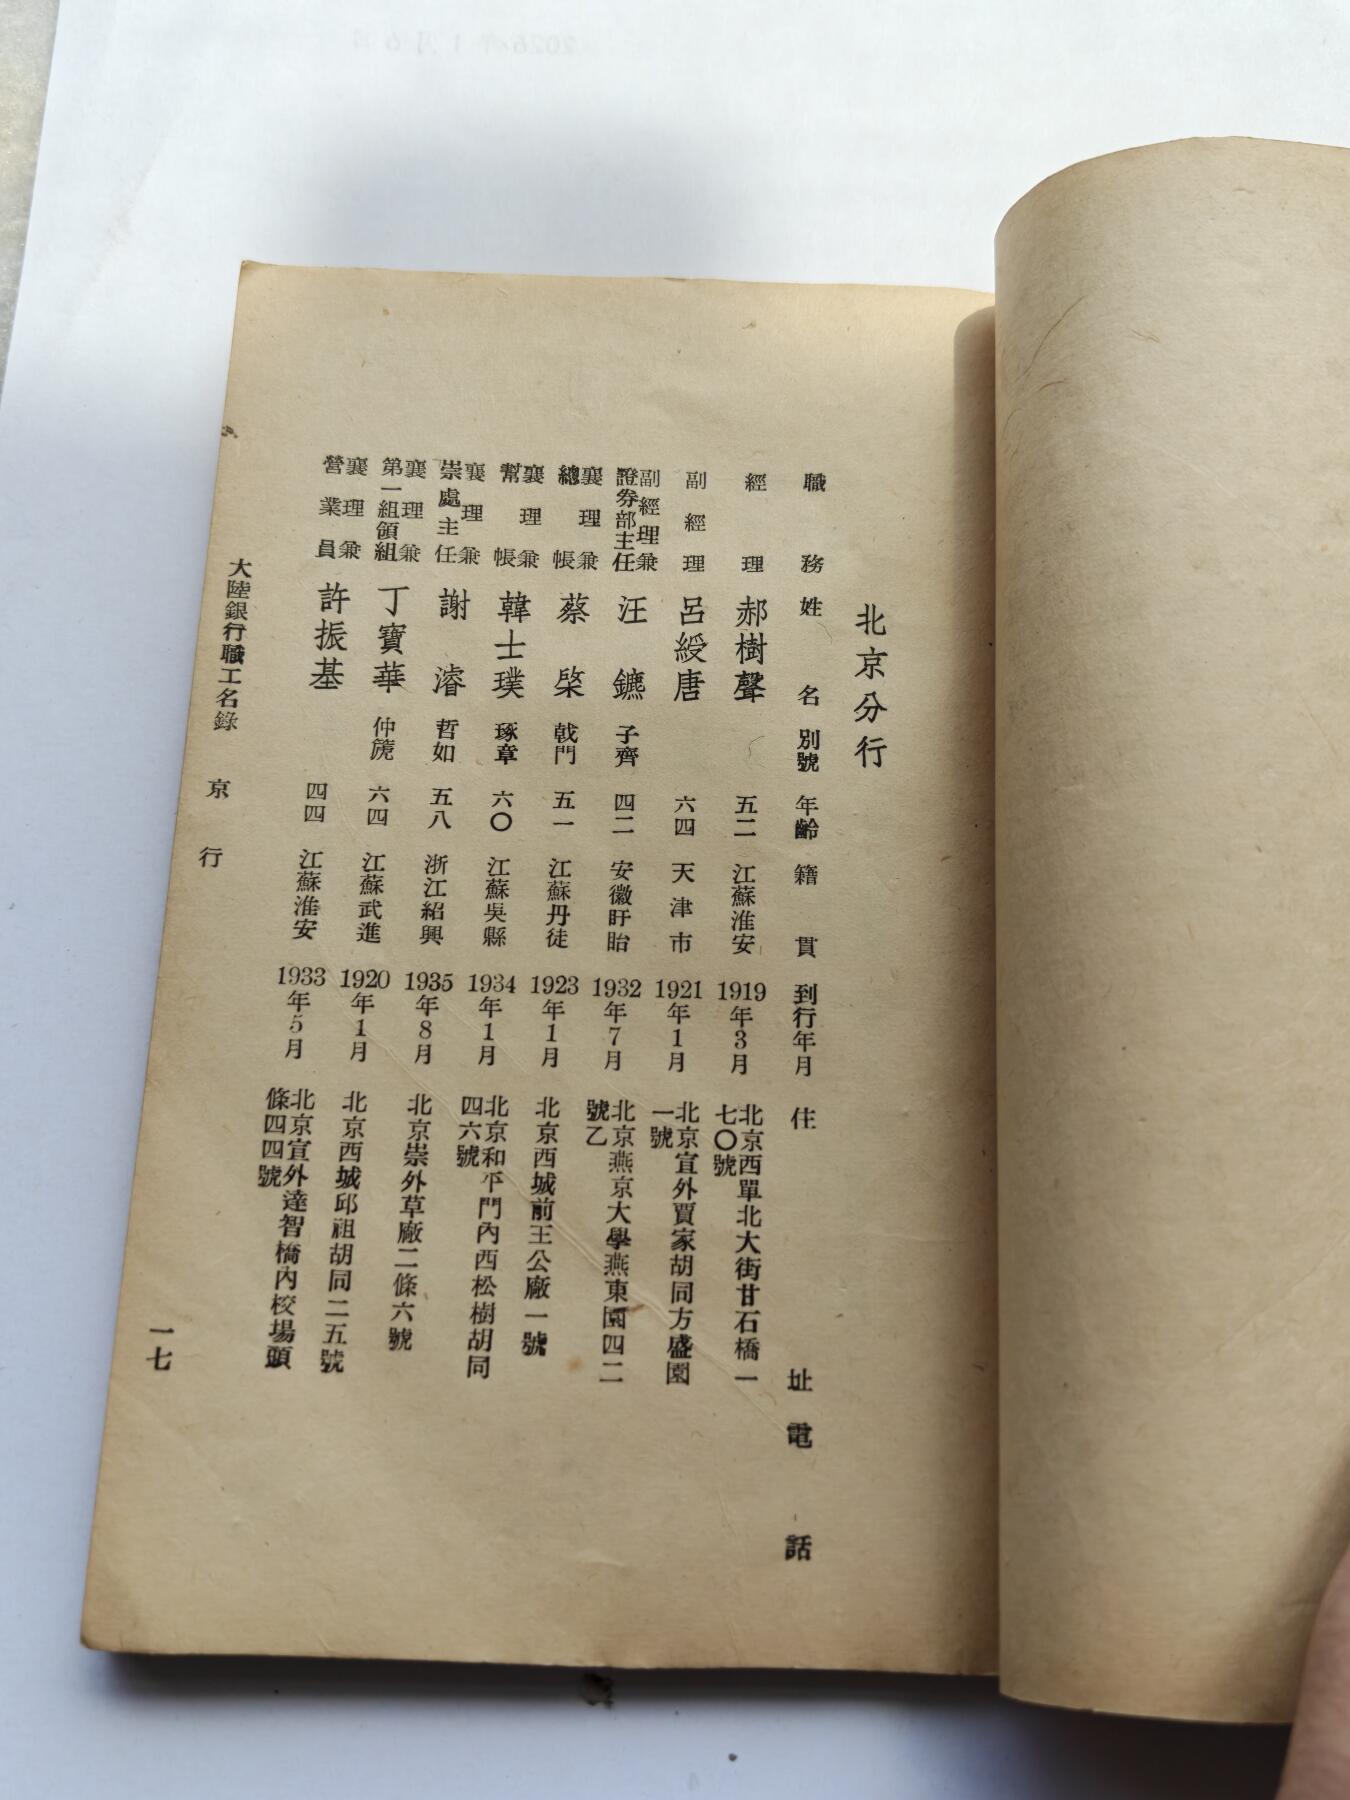 北京分行
職務 姓名 別號 年齡 籍貫 到行年月 住址 電話
經理 郝樹聲 五二 江蘇淮安 1919年3月 北京西單北大街甘石橋一七〇號
副經理 呂綬唐 六四 天津市 1921年1月 北京宣外賈家胡同方盛園一號
副經理兼證券部主任 汪鑣 子齊 四二 安徽盱眙 1932年7月 北京燕京大學燕東園四二號乙
襄理兼總帳 蔡棨 戟門 五一 江蘇丹徒 1923年1月 北京西城前王公廠一號
襄理兼幫帳 韓士璞 琢章 六〇 江蘇吳縣 1934年1月 北京和平門內西松樹胡同四六號
襄理兼崇處主任 謝濬 哲如 五八 浙江紹興 1935年8月 北京崇外草廠二條六號
襄理兼第一組領組 丁寶華 仲篪 六四 江蘇武進 1920年1月 北京西城邱祖胡同二五號
襄理兼營業員 許振基 四四 江蘇淮安 1933年5月 北京宣外達智橋內校場頭條四四號
大陸銀行職工名錄 京行 一七